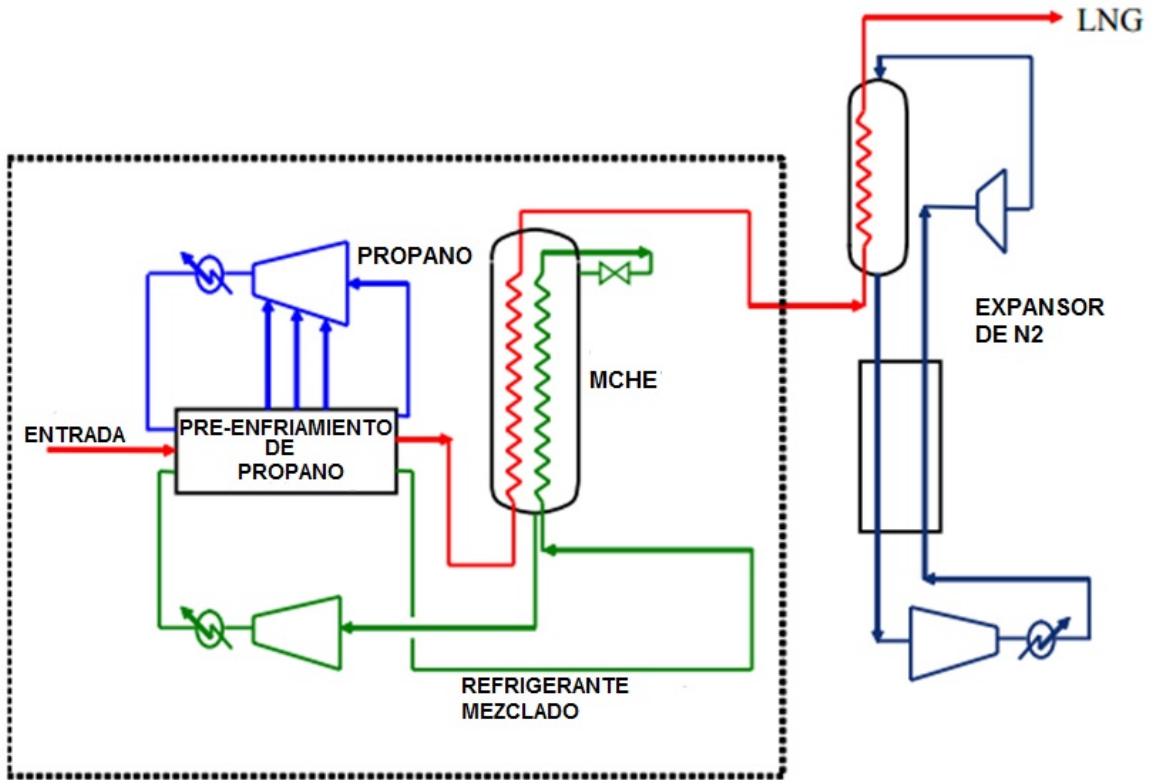 LNG
PROPANO
EXPANSOR
DE N2
MCHE
ENTRADA
PRE-ENFRIAMIENTO
DE
PROPANO
REFRIGERANTE
MEZCLADO